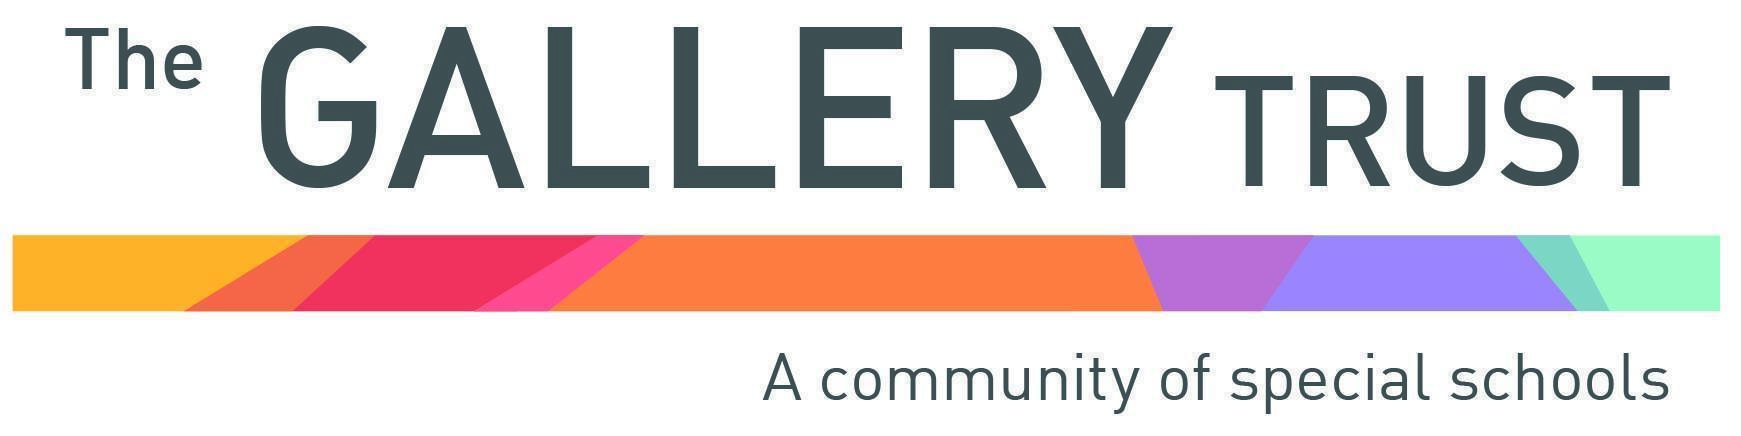 The GALLERY TRUST
A community of special schools